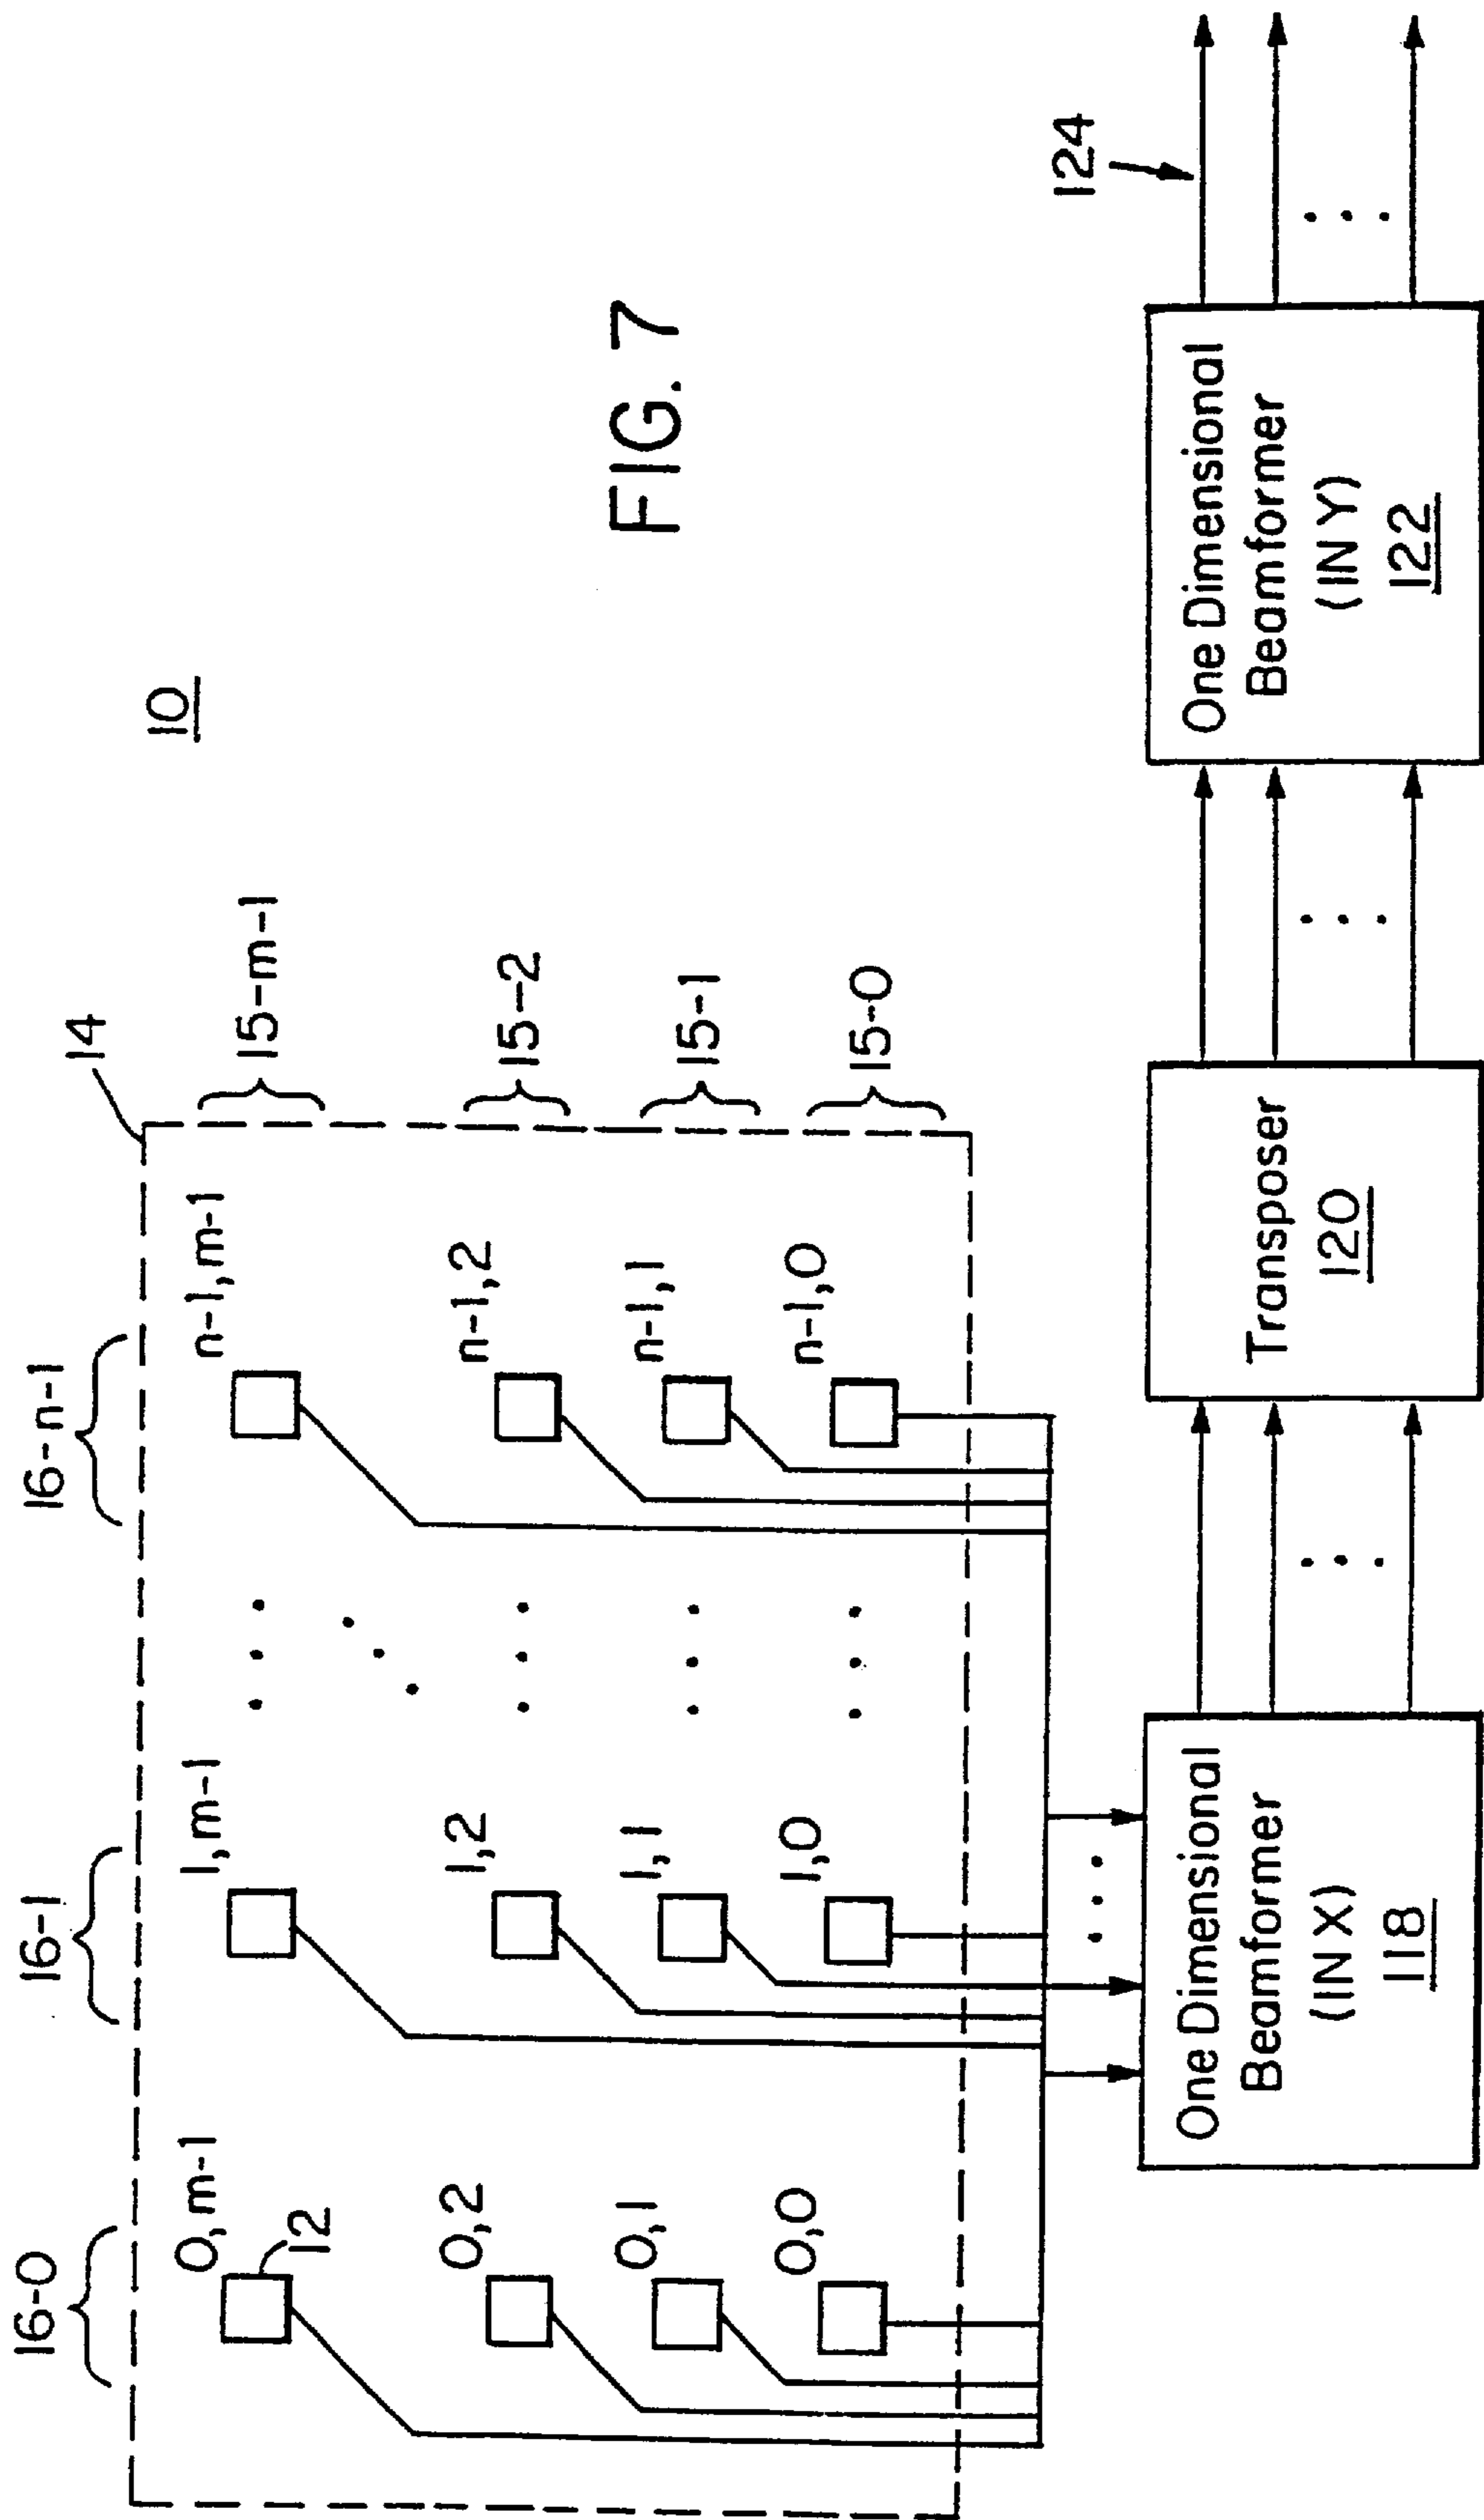 10
14
16-0
16-1
16-n-1
0,m-1
1,m-1
n-1,m-1
15-m-1
12
0,2
1,2
n-1,2
15-2
0,1
1,1
n-1,1
15-1
0,0
1,0
n-1,0
15-0
FIG. 7
One Dimensional
Beamformer
(IN X)
118
Transposer
120
One Dimensional
Beamformer
(IN Y)
122
124